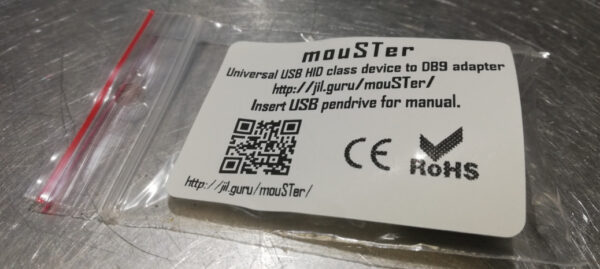 mouSTer
Universal USB HID class device to DB9 adapter
http://jil.guru/mouSTer/
Insert USB pendrive for manual.
CE
RoHS
http://jil.guru/mouSTer/